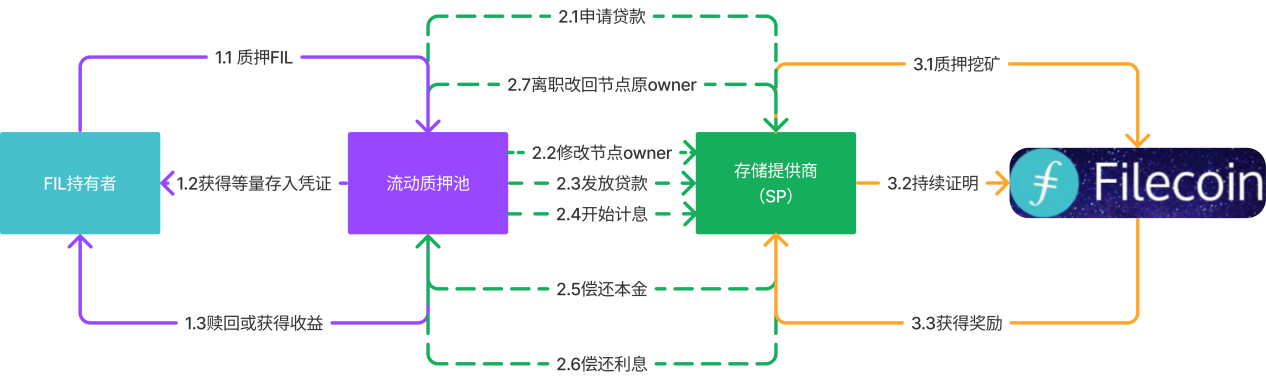 2.1申请贷款
1.1 质押FIL
3.1质押挖矿
2.7离职改回节点原owner
FIL持有者
1.2获得等量存入凭证
流动质押池
2.2修改节点owner
2.3发放贷款
2.4开始计息
存储提供商
（SP）
3.2持续证明
Filecoin
2.5偿还本金
1.3赎回或获得收益
3.3获得奖励
2.6偿还利息